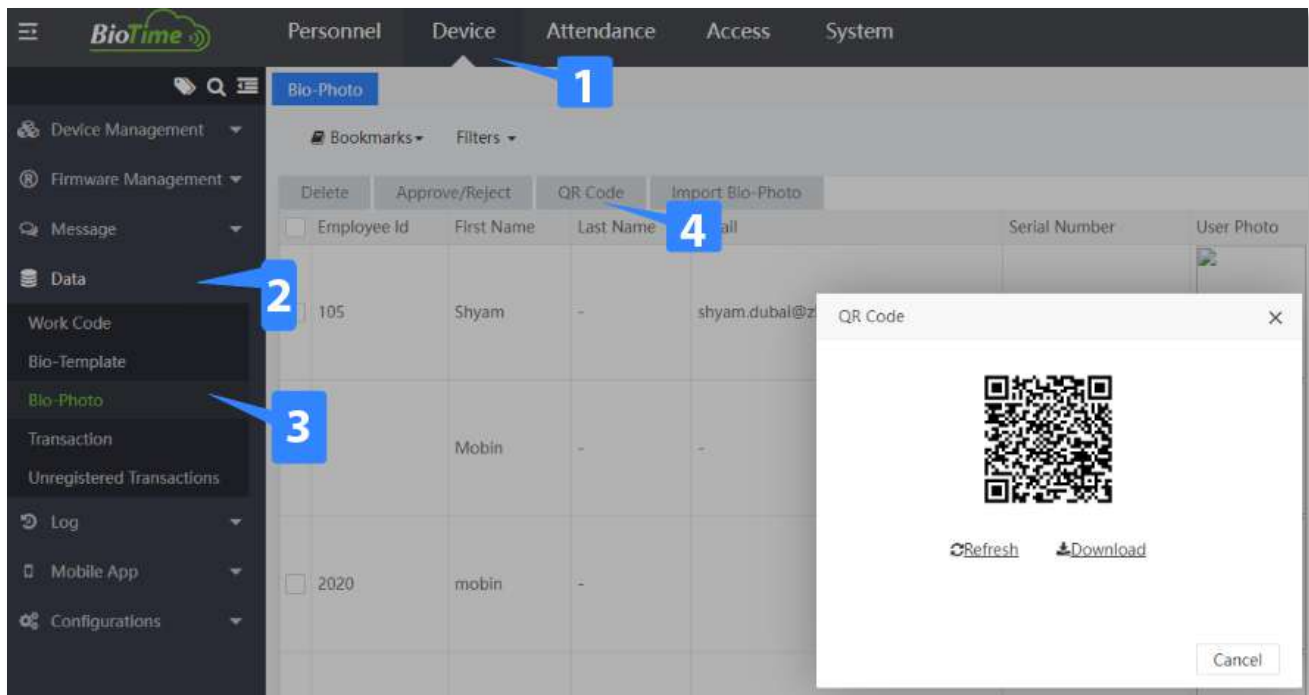 BioTime
Personnel Device Attendance Access System
1
Bio-Photo
Device Management
Bookmarks Filters
Firmware Management
Delete Approve/Reject QR Code Import Bio-Photo
Message
Employee Id First Name Last Name Serial Number User Photo
4
Data
2
105 Shyam - shyam.dubal@z
QR Code
Work Code
Bio-Template
Bio-Photo
3
Transaction
Mobin - -
Unregistered Transactions
Log
Refresh Download
Mobile App
2020 mobin -
Configurations
Cancel